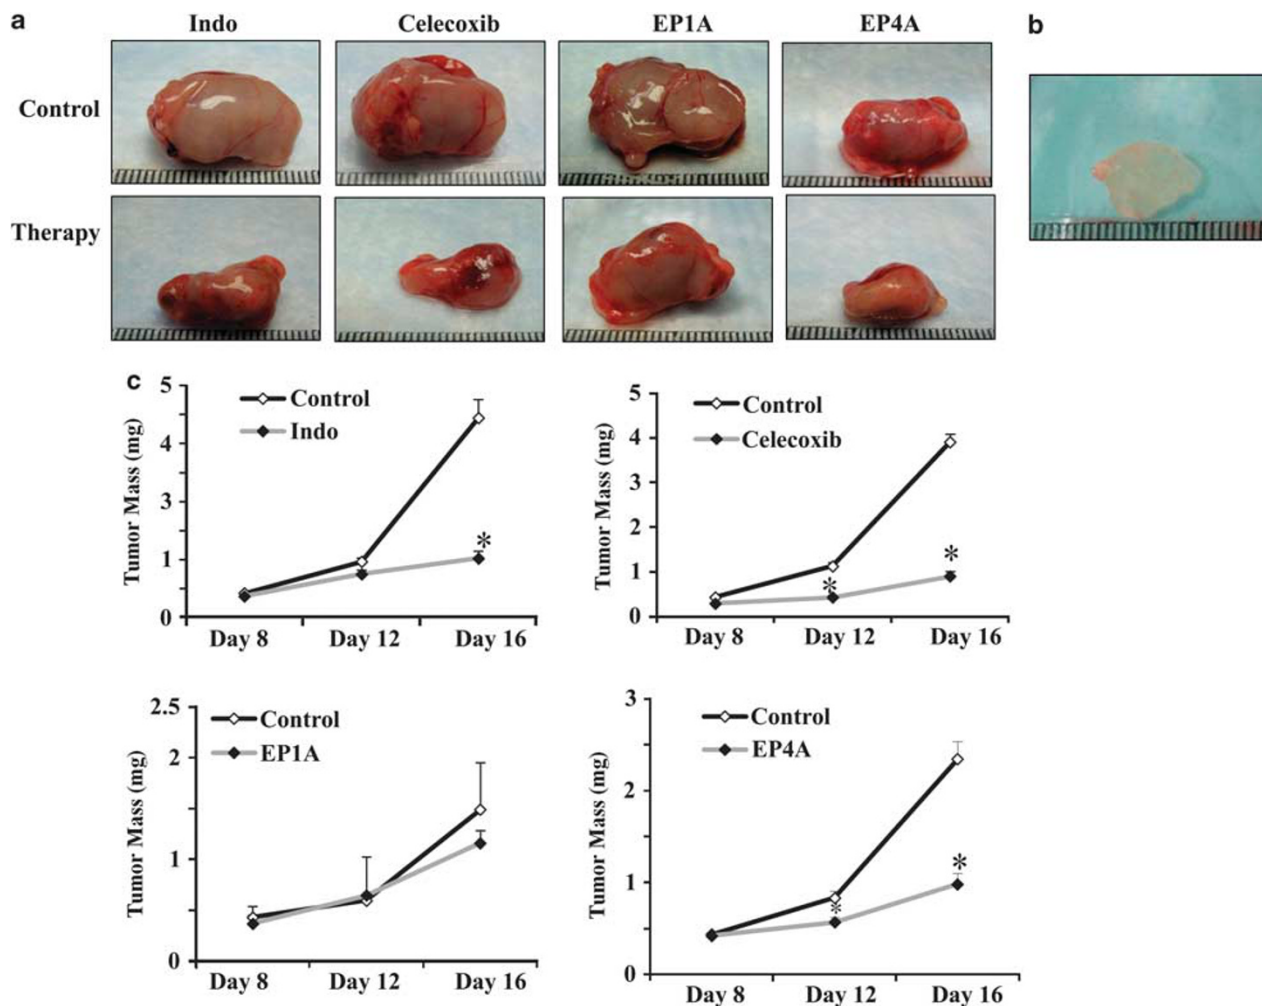 a Indo Celecoxib EP1A EP4A b
Control
Therapy
c
5
4
3
1
0
Tumor Mass (mg)
Control
Indo
*
Day 8 Day 12 Day 16
5
4
3
2
1
0
Tumor Mass (mg)
Control
Celecoxib
* *
Day 8 Day 12 Day 16
2.5
2
1
1
0
Tumor Mass (mg)
Control
EP1A
Day 8 Day 12 Day 16
3
2
1
0
Tumor Mass (mg)
Control
EP4A
* *
Day 8 Day 12 Day 16